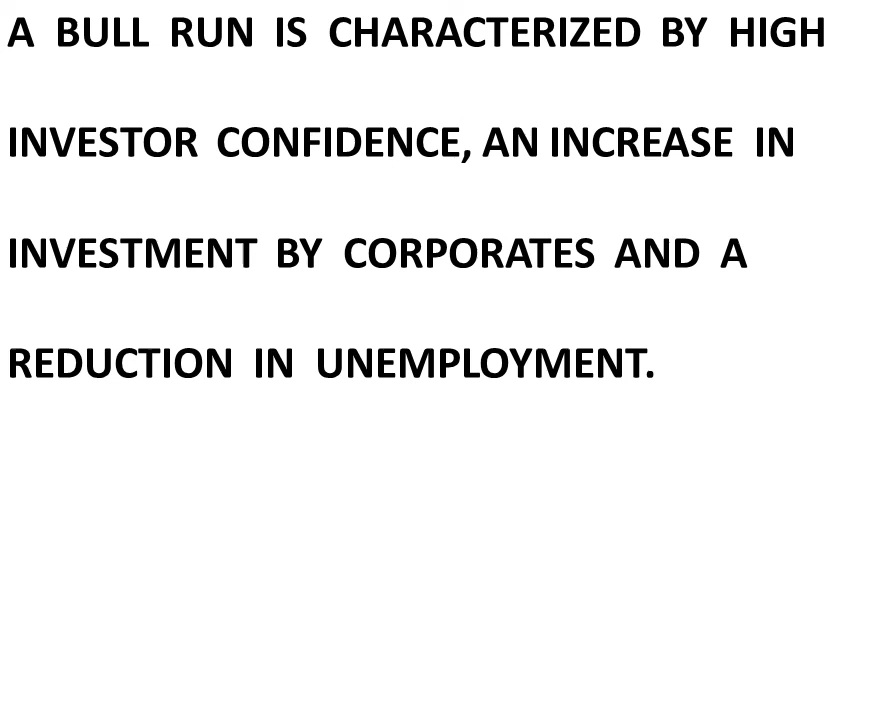 A BULL RUN IS CHARACTERIZED BY HIGH
INVESTOR CONFIDENCE, AN INCREASE IN
INVESTMENT BY CORPORATES AND A
REDUCTION IN UNEMPLOYMENT.